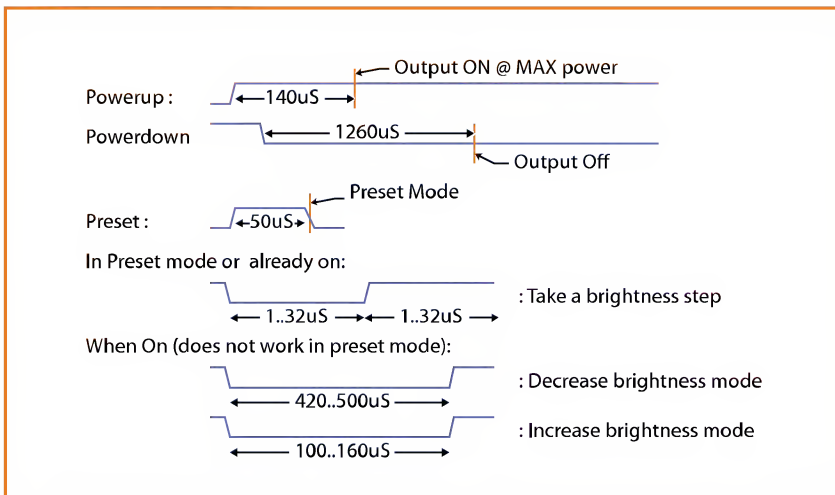 Output ON @ MAX power
Powerup :
140uS
Powerdown
1260uS
Output Off
Preset Mode
Preset :
50uS
In Preset mode or already on:
: Take a brightness step
1..32uS 1..32uS
When On (does not work in preset mode):
: Decrease brightness mode
420..500uS
: Increase brightness mode
100..160uS